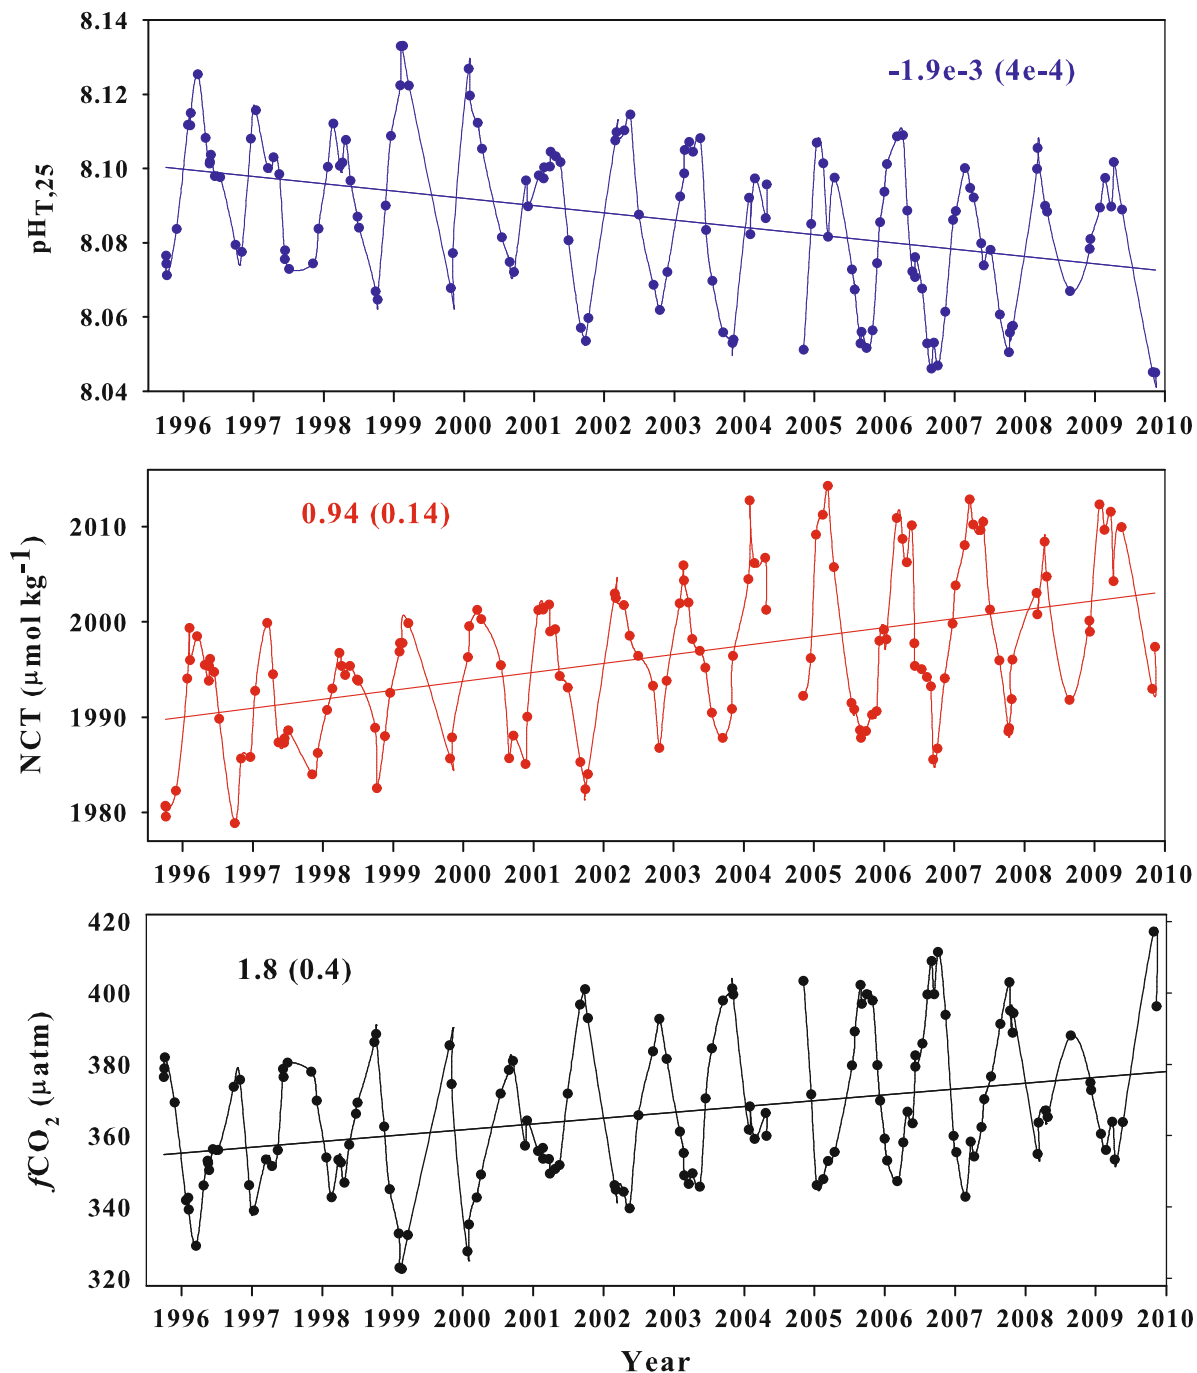 8.14
8.12
8.10
8.08
8.06
8.04
pHT,25
-1.9e-3 (4e-4)
1996 1997 1998 1999 2000 2001 2002 2003 2004 2005 2006 2007 2008 2009 2010
2010
2000
1990
1980
NCT (μmol kg-1)
0.94 (0.14)
1996 1997 1998 1999 2000 2001 2002 2003 2004 2005 2006 2007 2008 2009 2010
420
400
380
360
340
320
fCO2 (μatm)
1.8 (0.4)
1996 1997 1998 1999 2000 2001 2002 2003 2004 2005 2006 2007 2008 2009 2010
Year